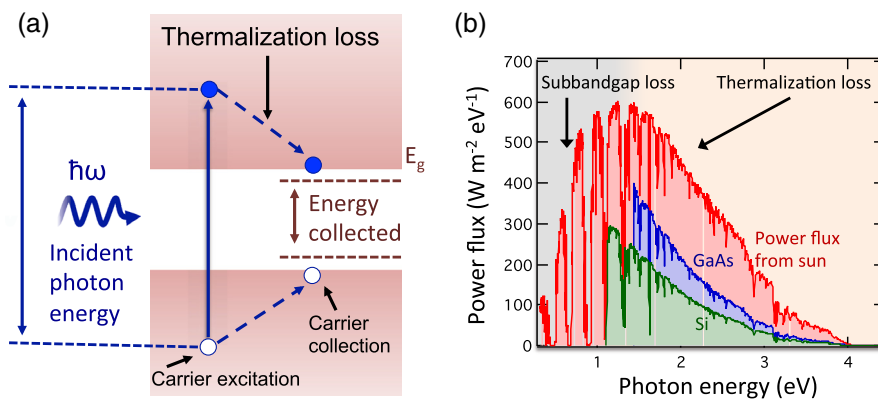 (a)
Thermalization loss
E_g
ħω
Incident
photon
energy
Energy
collected
Carrier
collection
Carrier excitation
(b)
Power flux (W m⁻² eV⁻¹)
700
600
500
400
300
200
100
0
Subbandgap loss
Thermalization loss
GaAs
Si
Power flux
from sun
1
2
3
4
Photon energy (eV)